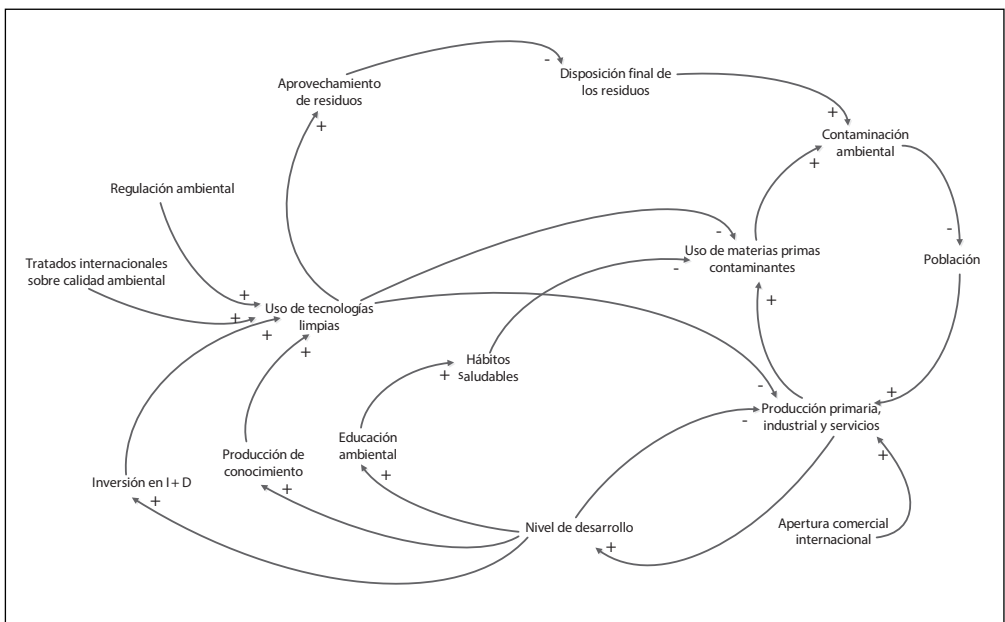 Aprovechamiento
de residuos
+
-
Disposición final de
los residuos
+
Contaminación
ambiental
+
-
Regulación ambiental
Tratados internacionales
sobre calidad ambiental
+
+
+
Uso de tecnologías
limpias
+
-
Uso de materias primas
contaminantes
-
+
Población
Hábitos
saludables
+
-
+
Producción primaria,
industrial y servicios
-
+
Educación
ambiental
+
Producción de
conocimiento
+
Inversión en I + D
+
Nivel de desarrollo
+
Apertura comercial
internacional